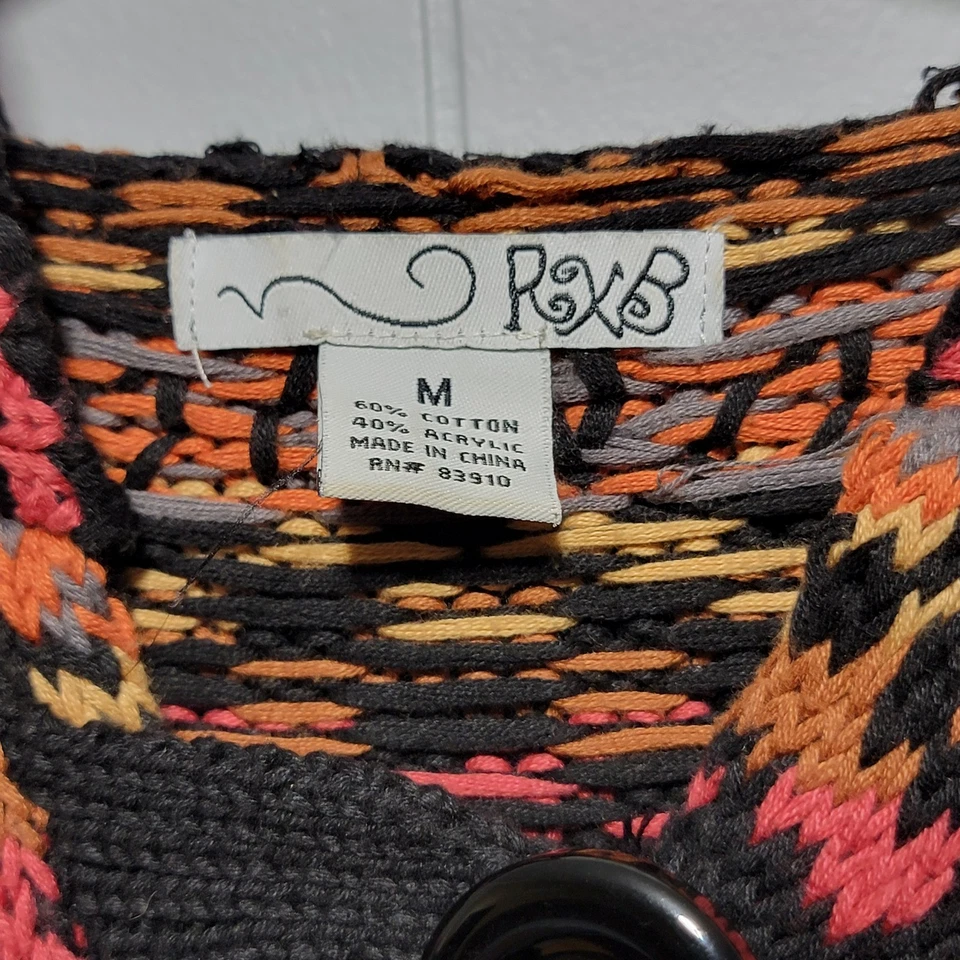 RXB
M
60% COTTON
40% ACRYLIC
MADE IN CHINA
RN# 83910